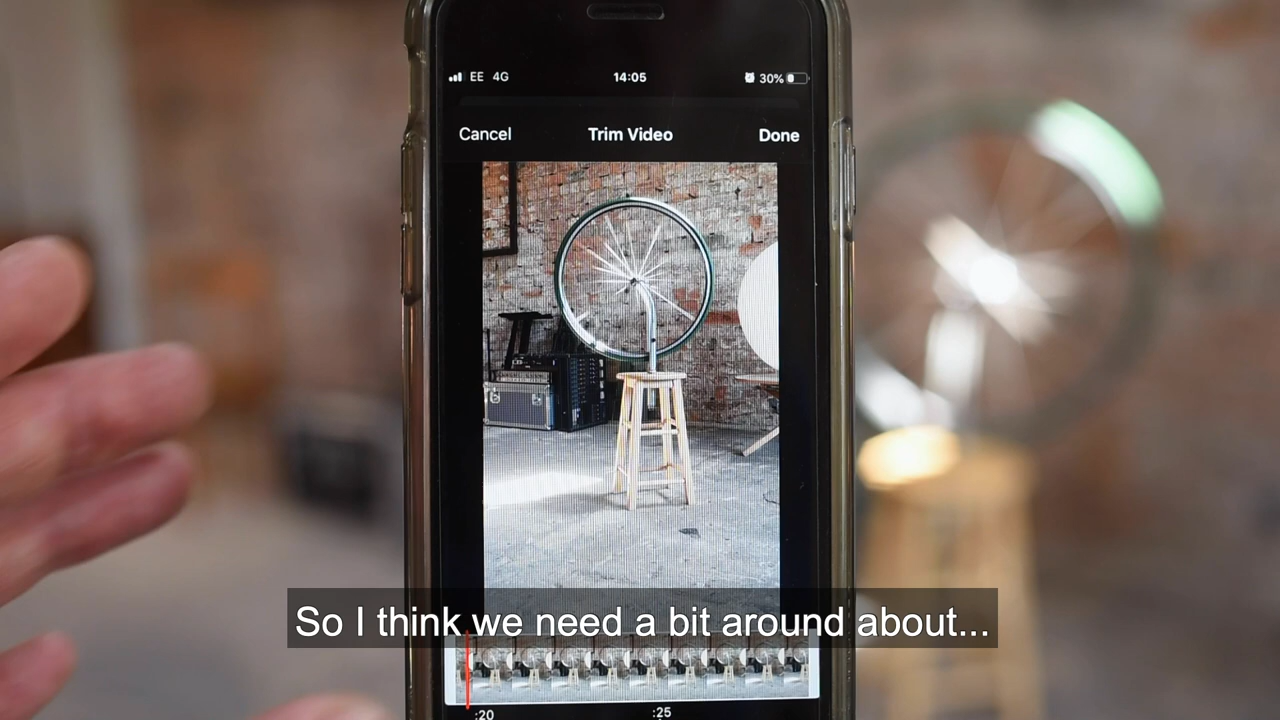 EE 4G 14:05 30%
Cancel Trim Video Done
So I think we need a bit around about...
:20 :25